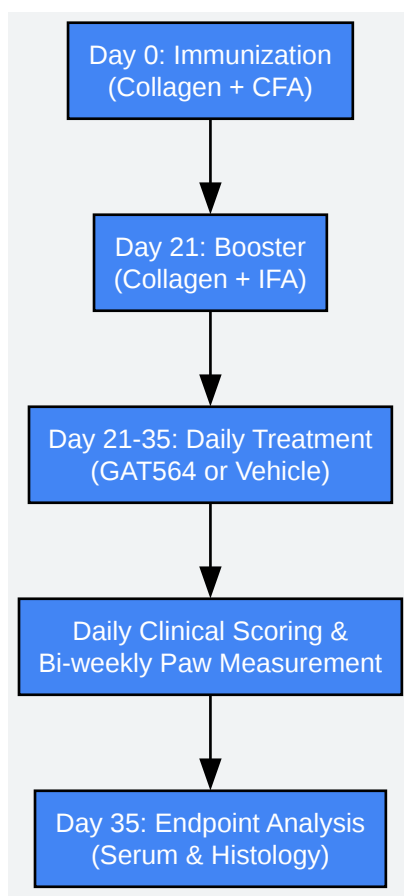 Day 0: Immunization
(Collagen + CFA)
Day 21: Booster
(Collagen + IFA)
Day 21-35: Daily Treatment
(GAT564 or Vehicle)
Daily Clinical Scoring &
Bi-weekly Paw Measurement
Day 35: Endpoint Analysis
(Serum & Histology)